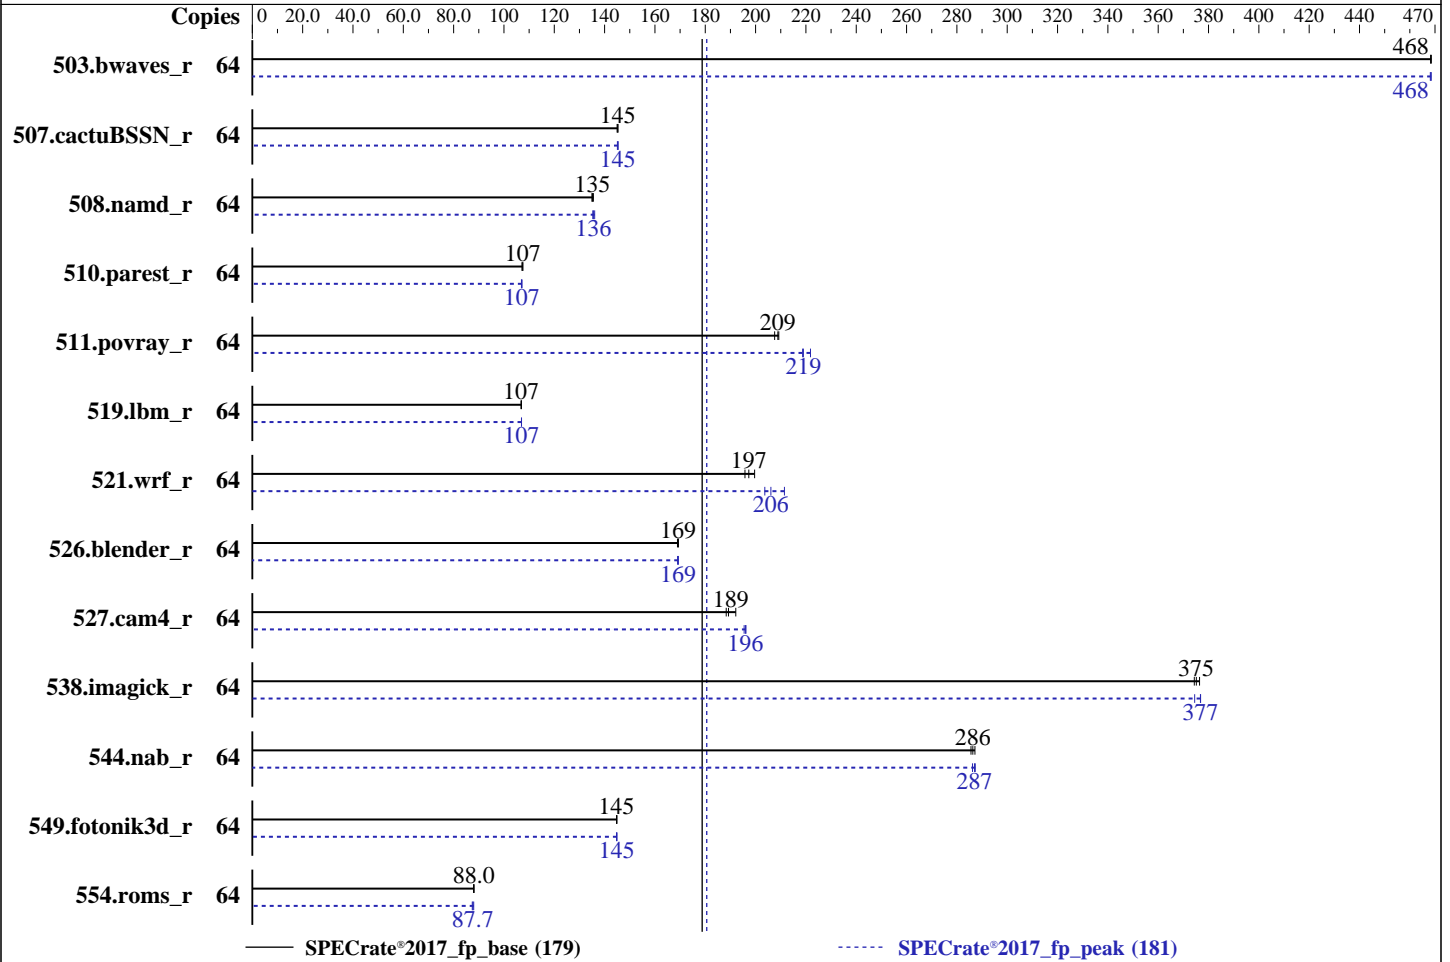 Copies 0 20.0 40.0 60.0 80.0 100 120 140 160 180 200 220 240 260 280 300 320 340 360 380 400 420 440 470
503.bwaves_r 64 468
468
507.cactuBSSN_r 64 145
145
508.namd_r 64 135
136
510.parest_r 64 107
107
511.povray_r 64 209
219
519.lbm_r 64 107
107
521.wrf_r 64 197
206
526.blender_r 64 169
169
527.cam4_r 64 189
196
538.imagick_r 64 375
377
544.nab_r 64 286
287
549.fotonik3d_r 64 145
145
554.roms_r 64 88.0
87.7
SPECrate®2017_fp_base (179) SPECrate®2017_fp_peak (181)